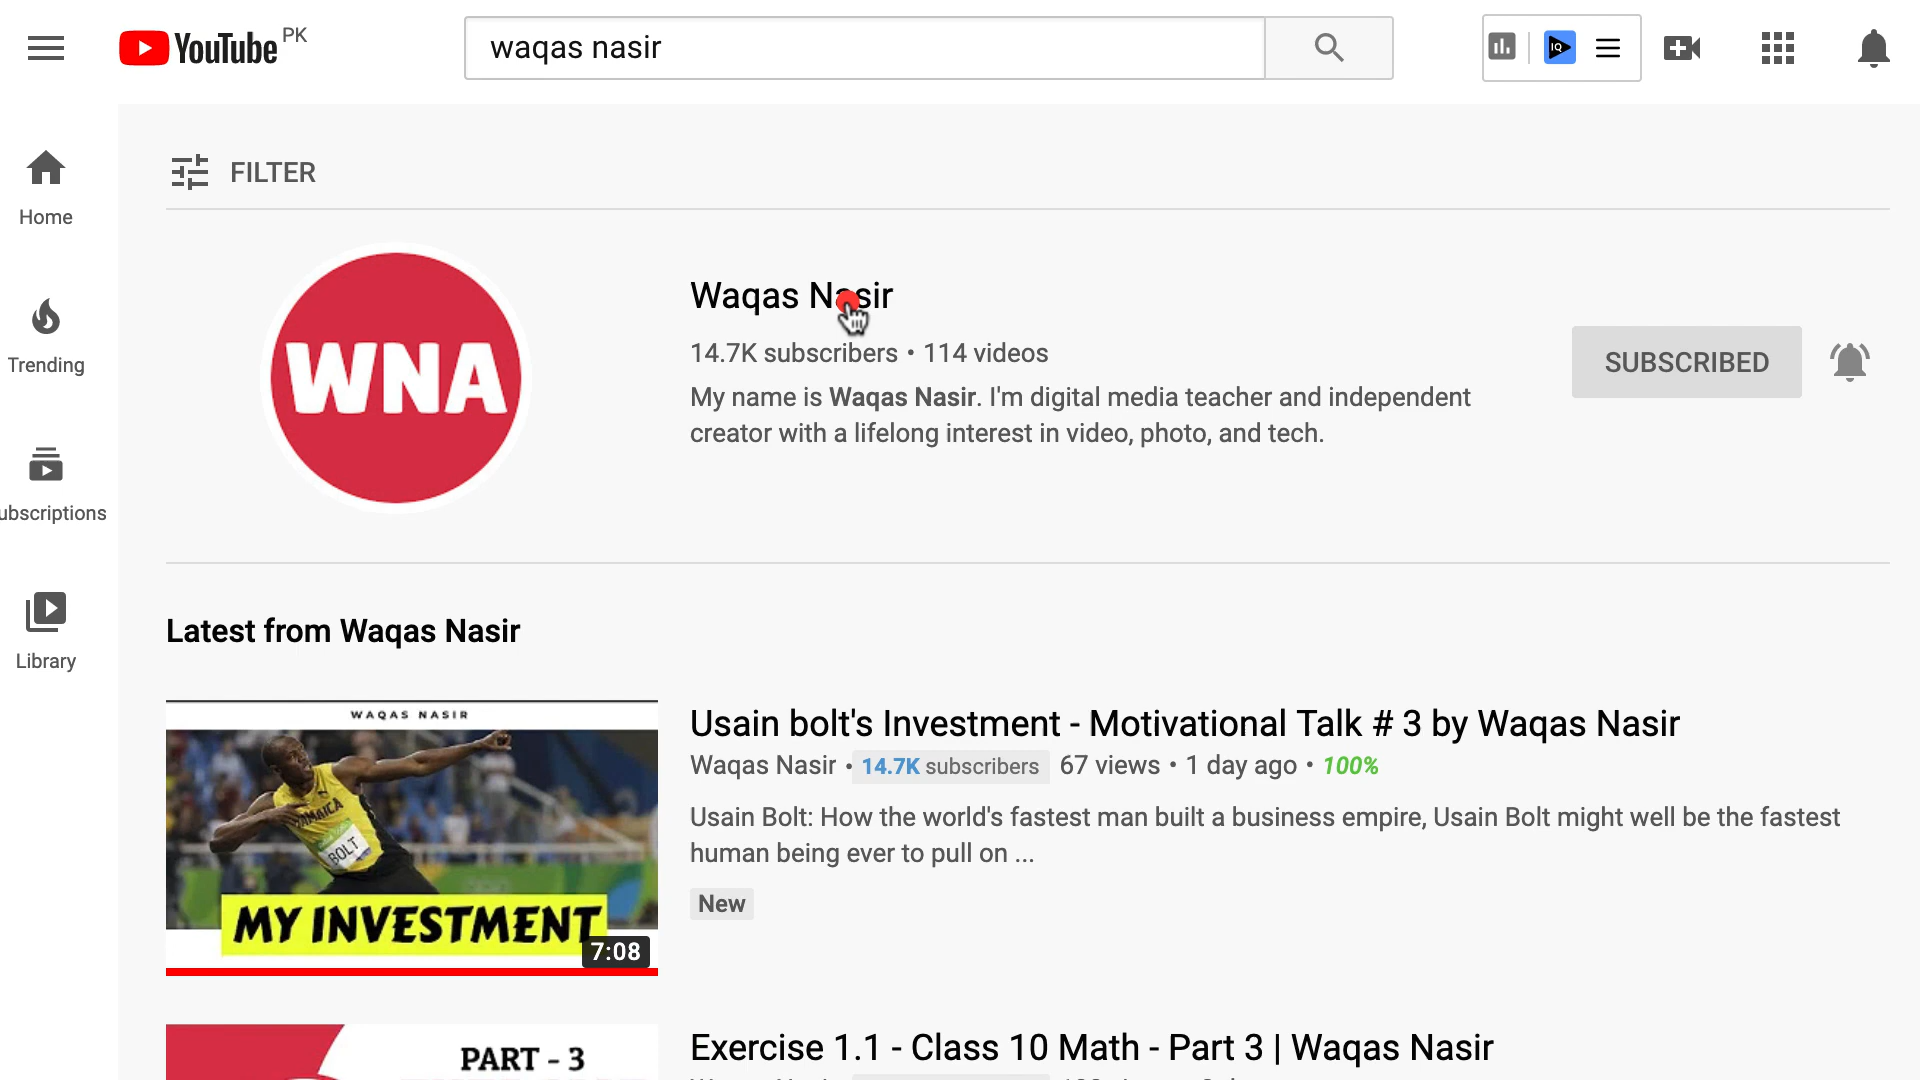 YouTube PK
waqas nasir
IQ
FILTER
Home
Trending
ubscriptions
Library
WNA
Waqas Nasir
14.7K subscribers • 114 videos
My name is Waqas Nasir. I'm digital media teacher and independent
creator with a lifelong interest in video, photo, and tech.
SUBSCRIBED
Latest from Waqas Nasir
WAQAS NASIR
JAMAICA
BOLT
MY INVESTMENT
7:08
Usain bolt's Investment - Motivational Talk # 3 by Waqas Nasir
Waqas Nasir • 14.7K subscribers 67 views • 1 day ago • 100%
Usain Bolt: How the world's fastest man built a business empire, Usain Bolt might well be the fastest
human being ever to pull on ...
New
PART - 3
Exercise 1.1 - Class 10 Math - Part 3 | Waqas Nasir